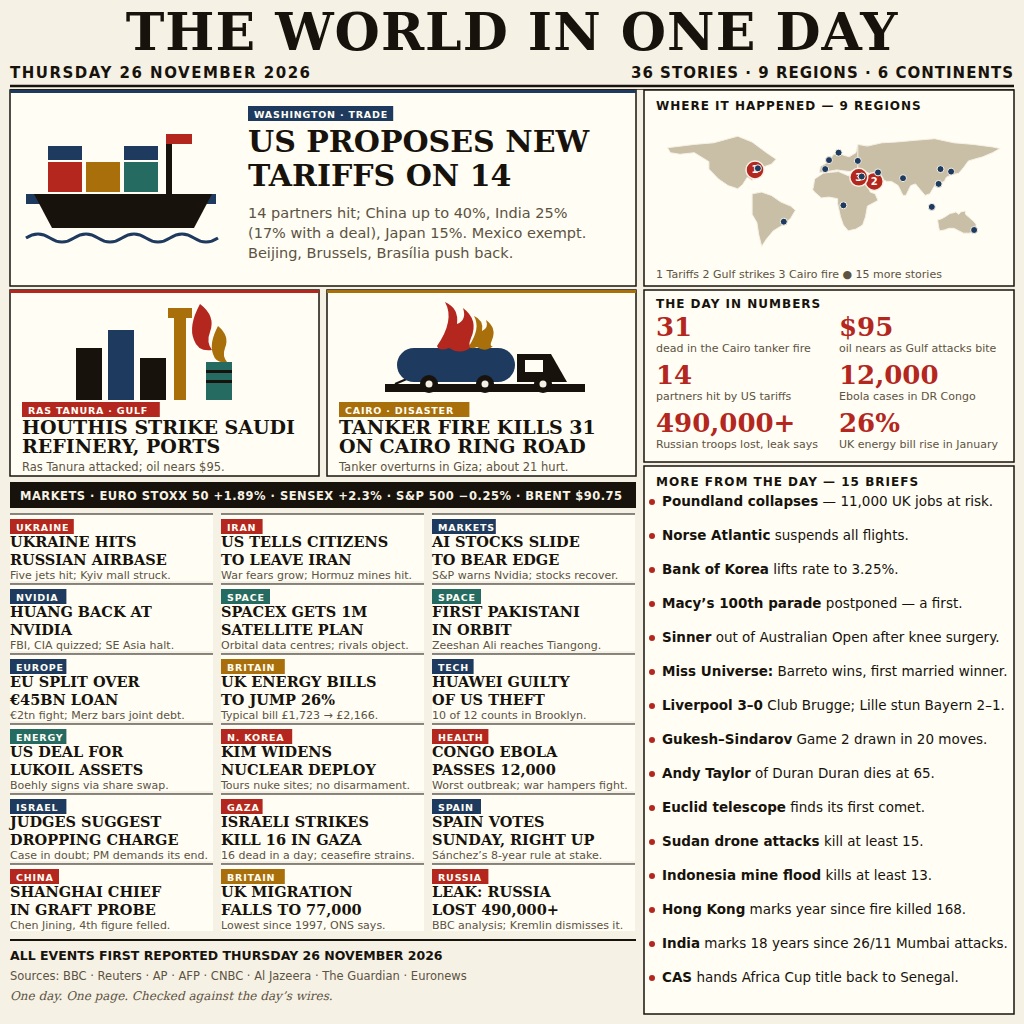 THE WORLD IN ONE DAY
THURSDAY 26 NOVEMBER 2026
36 STORIES · 9 REGIONS · 6 CONTINENTS
WASHINGTON · TRADE
US PROPOSES NEW
TARIFFS ON 14
14 partners hit; China up to 40%, India 25%
(17% with a deal), Japan 15%. Mexico exempt.
Beijing, Brussels, Brasília push back.
WHERE IT HAPPENED — 9 REGIONS
1
3
2
1 Tariffs 2 Gulf strikes 3 Cairo fire ● 15 more stories
RAS TANURA · GULF
HOUTHIS STRIKE SAUDI
REFINERY, PORTS
Ras Tanura attacked; oil nears $95.
CAIRO · DISASTER
TANKER FIRE KILLS 31
ON CAIRO RING ROAD
Tanker overturns in Giza; about 21 hurt.
THE DAY IN NUMBERS
31
dead in the Cairo tanker fire
$95
oil nears as Gulf attacks bite
14
partners hit by US tariffs
12,000
Ebola cases in DR Congo
490,000+
Russian troops lost, leak says
26%
UK energy bill rise in January
MARKETS · EURO STOXX 50 +1.89% · SENSEX +2.3% · S&P 500 −0.25% · BRENT $90.75
UKRAINE
UKRAINE HITS
RUSSIAN AIRBASE
Five jets hit; Kyiv mall struck.
IRAN
US TELLS CITIZENS
TO LEAVE IRAN
War fears grow; Hormuz mines hit.
MARKETS
AI STOCKS SLIDE
TO BEAR EDGE
S&P warns Nvidia; stocks recover.
NVIDIA
HUANG BACK AT
NVIDIA
FBI, CIA quizzed; SE Asia halt.
SPACE
SPACEX GETS 1M
SATELLITE PLAN
Orbital data centres; rivals object.
SPACE
FIRST PAKISTANI
IN ORBIT
Zeeshan Ali reaches Tiangong.
EUROPE
EU SPLIT OVER
€45BN LOAN
€2tn fight; Merz bars joint debt.
BRITAIN
UK ENERGY BILLS
TO JUMP 26%
Typical bill £1,723 → £2,166.
TECH
HUAWEI GUILTY
OF US THEFT
10 of 12 counts in Brooklyn.
ENERGY
US DEAL FOR
LUKOIL ASSETS
Boehly signs via share swap.
N. KOREA
KIM WIDENS
NUCLEAR DEPLOY
Tours nuke sites; no disarmament.
HEALTH
CONGO EBOLA
PASSES 12,000
Worst outbreak; war hampers fight.
ISRAEL
JUDGES SUGGEST
DROPPING CHARGE
Case in doubt; PM demands its end.
GAZA
ISRAELI STRIKES
KILL 16 IN GAZA
16 dead in a day; ceasefire strains.
SPAIN
SPAIN VOTES
SUNDAY, RIGHT UP
Sánchez’s 8-year rule at stake.
CHINA
SHANGHAI CHIEF
IN GRAFT PROBE
Chen Jining, 4th figure felled.
BRITAIN
UK MIGRATION
FALLS TO 77,000
Lowest since 1997, ONS says.
RUSSIA
LEAK: RUSSIA
LOST 490,000+
BBC analysis; Kremlin dismisses it.
MORE FROM THE DAY — 15 BRIEFS
Poundland collapses — 11,000 UK jobs at risk.
Norse Atlantic suspends all flights.
Bank of Korea lifts rate to 3.25%.
Macy’s 100th parade postponed — a first.
Sinner out of Australian Open after knee surgery.
Miss Universe: Barreto wins, first married winner.
Liverpool 3–0 Club Brugge; Lille stun Bayern 2–1.
Gukesh–Sindarov Game 2 drawn in 20 moves.
Andy Taylor of Duran Duran dies at 65.
Euclid telescope finds its first comet.
Sudan drone attacks kill at least 15.
Indonesia mine flood kills at least 13.
Hong Kong marks year since fire killed 168.
India marks 18 years since 26/11 Mumbai attacks.
CAS hands Africa Cup title back to Senegal.
ALL EVENTS FIRST REPORTED THURSDAY 26 NOVEMBER 2026
Sources: BBC · Reuters · AP · AFP · CNBC · Al Jazeera · The Guardian · Euronews
One day. One page. Checked against the day’s wires.